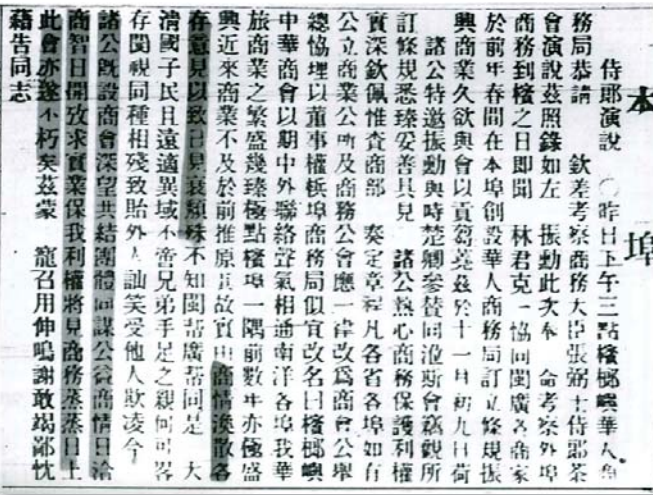 本埠
侍郎演說　○昨日下午三點檳榔嶼華人商
務局恭請　欽差考察商務大臣張弼士侍郎茶
會演說茲照錄如左　振勳此次奉　命考察外埠
商務到檳之日即聞　林君克一協同閩廣各商家
於前年春間在本埠創設華人商務局訂立條規振
興商業久欲與會以貢蒭蕘茲於十一月初九日荷
諸公特邀振勳與時楚卿參贊同涖斯會竊觀所
訂條規悉臻妥善具見　諸公熱心商務保護利權
實深欽佩惟查商部　奏定章程凡各省各埠如有
公立商業公所及商務公會應一律改爲商會公舉
總協理以董事權檳埠商務局似宜改名曰檳榔嶼
中華商會以期中外聯絡聲氣相通南洋各埠我華
旅商業之繁盛幾臻極點檳埠一隅前數年亦極盛
興近來商業不及於前推原其故實由商情渙散各
存意見以致日見衰頹殊不知閩幫廣幫同是　大
清國子民且遠適異域不啻兄弟手足之親何可畧
存閱視同種相殘致貽外人訕笑受他人欺凌今
諸公既設商會深望共結團體同謀公益商情日洽
商智日開攷求實業保我利權將見商務蒸蒸日上
此會亦遂不朽矣茲蒙　寵召用伸鳴謝敢竭鄙忱
藉告同志